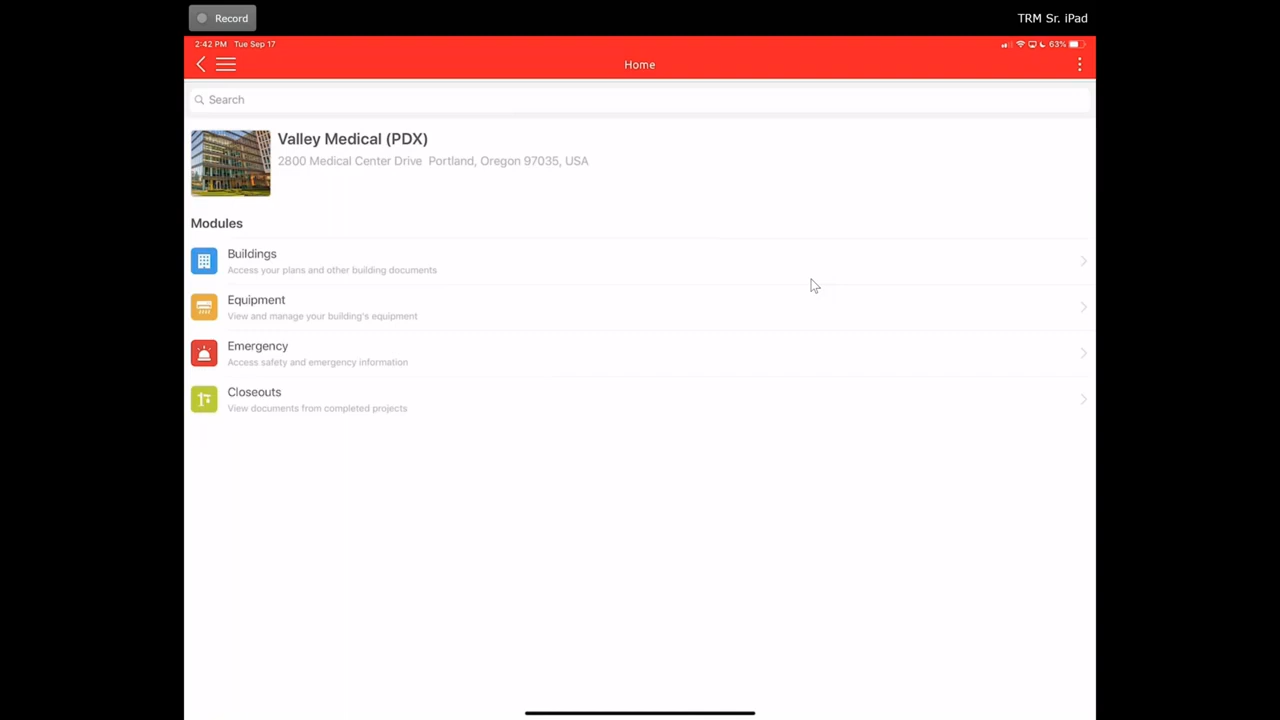 Record
TRM Sr. iPad
2:42 PM Tue Sep 17
63%
Home
Search
Valley Medical (PDX)
2800 Medical Center Drive Portland, Oregon 97035, USA
Modules
Buildings
Access your plans and other building documents
Equipment
View and manage your building's equipment
Emergency
Access safety and emergency information
Closeouts
View documents from completed projects